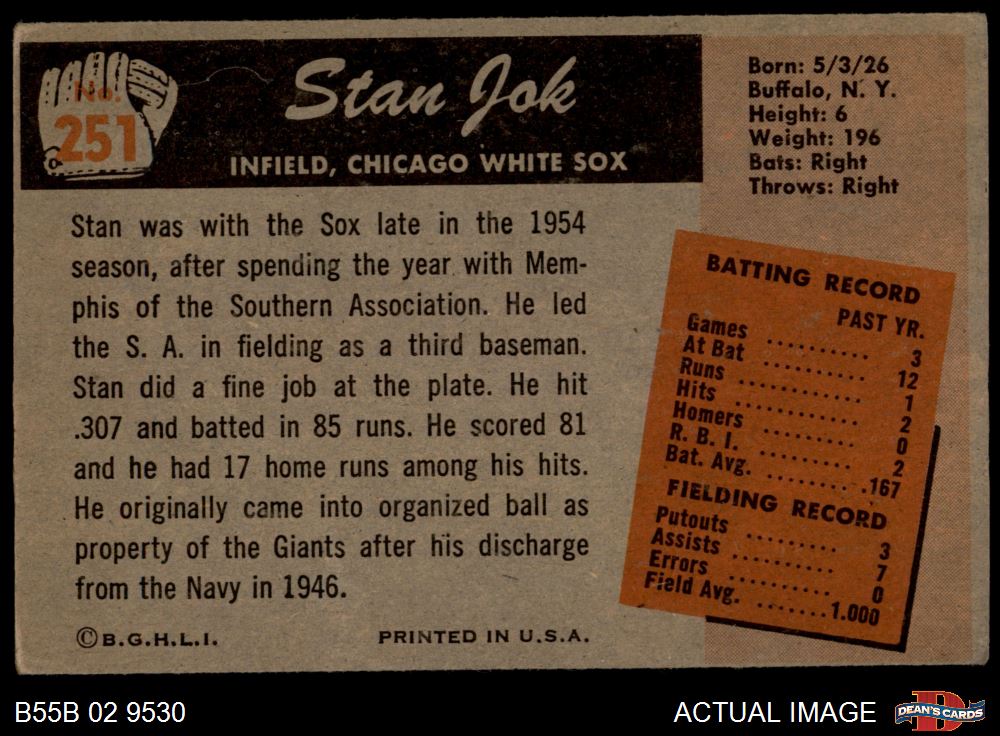 No.
251
Stan Jok
INFIELD, CHICAGO WHITE SOX
Stan was with the Sox late in the 1954
season, after spending the year with Mem-
phis of the Southern Association. He led
the S. A. in fielding as a third baseman.
Stan did a fine job at the plate. He hit
.307 and batted in 85 runs. He scored 81
and he had 17 home runs among his hits.
He originally came into organized ball as
property of the Giants after his discharge
from the Navy in 1946.
©B.G.H.L.I. PRINTED IN U.S.A.
Born: 5/3/26
Buffalo, N. Y.
Height: 6
Weight: 196
Bats: Right
Throws: Right
BATTING RECORD
PAST YR.
Games .......... 3
At Bat .......... 12
Runs .......... 1
Hits .......... 2
Homers .......... 0
R. B. I. .......... 2
Bat. Avg. ........ .167
FIELDING RECORD
Putouts .......... 3
Assists .......... 7
Errors .......... 0
Field Avg. .......1.000
B55B 02 9530
ACTUAL IMAGE
D
DEAN'S CARDS